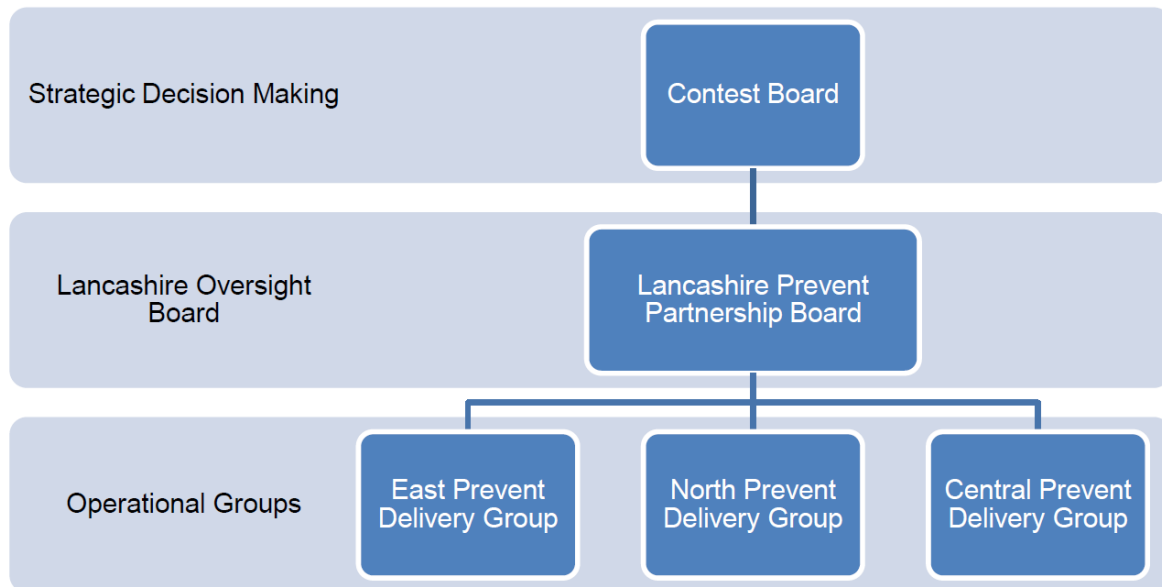 Strategic Decision Making
Contest Board
Lancashire Oversight
Board
Lancashire Prevent
Partnership Board
Operational Groups
East Prevent
Delivery Group
North Prevent
Delivery Group
Central Prevent
Delivery Group